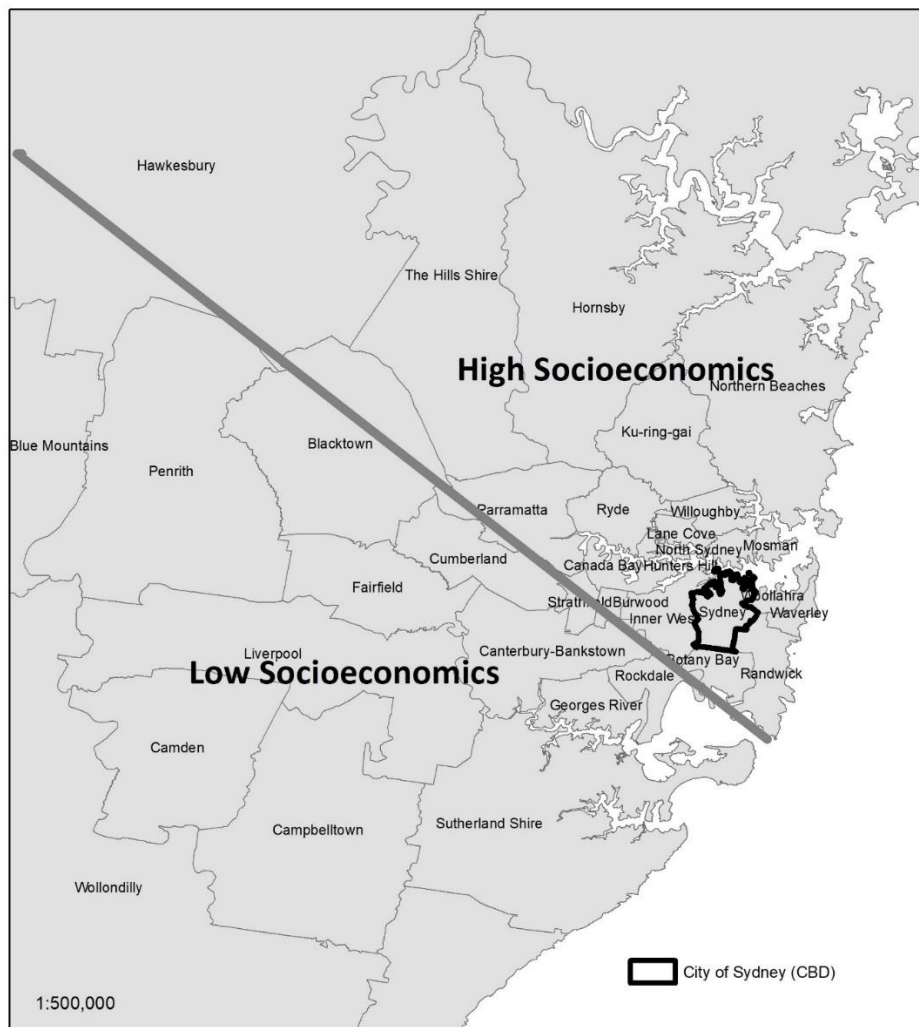 Hawkesbury
The Hills Shire
Hornsby
High Socioeconomics
Northern Beaches
Ku-ring-gai
Blue Mountains
Blacktown
Penrith
Parramatta
Ryde
Willoughby
Lane Cove
North Sydney
Mosman
Cumberland
Canada Bay
Hunters Hill
Fairfield
Strathfield
Burwood
Woollahra
Sydney
Waverley
Inner West
Liverpool
Canterbury-Bankstown
Botany Bay
Low Socioeconomics
Rockdale
Randwick
Georges River
Camden
Campbelltown
Sutherland Shire
Wollondilly
City of Sydney (CBD)
1:500,000